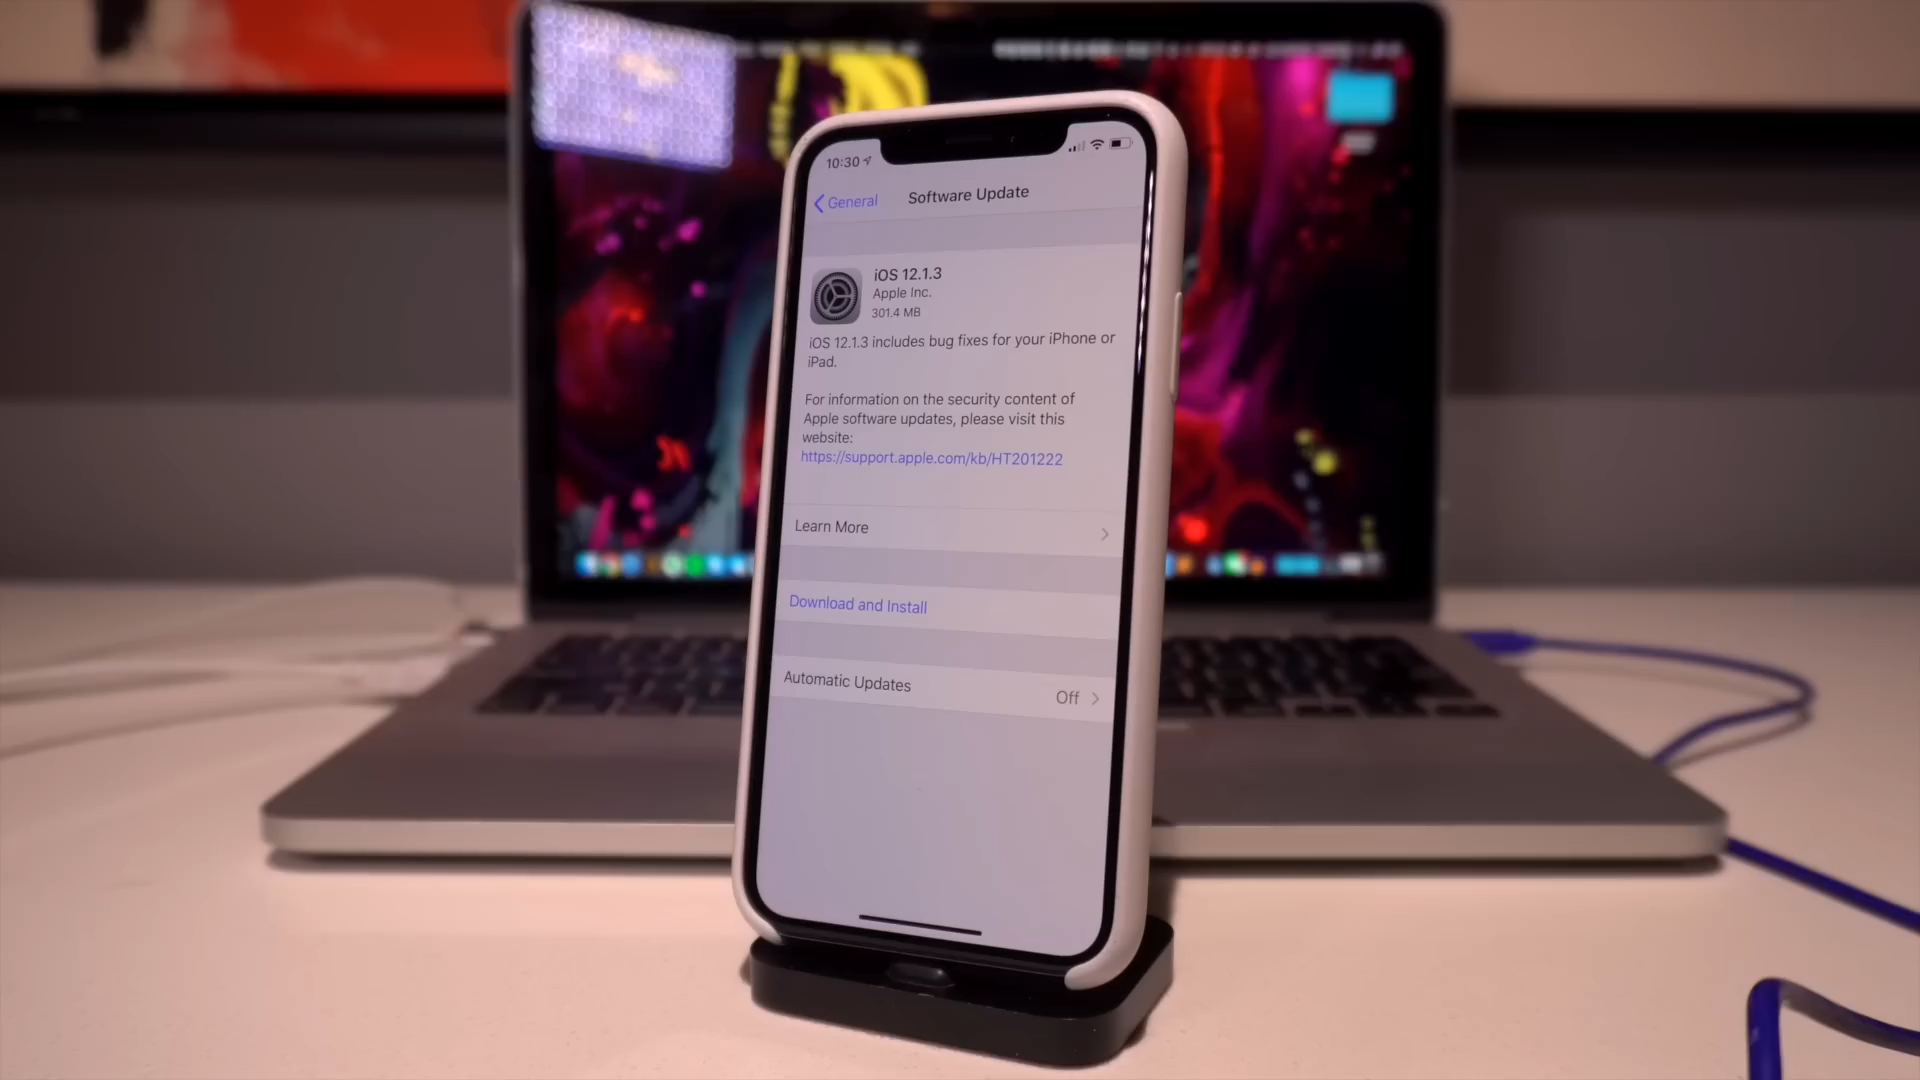 10:30
General
Software Update
iOS 12.1.3
Apple Inc.
301.4 MB
iOS 12.1.3 includes bug fixes for your iPhone or
iPad.
For information on the security content of
Apple software updates, please visit this
website:
https://support.apple.com/kb/HT201222
Learn More
Download and Install
Automatic Updates
Off